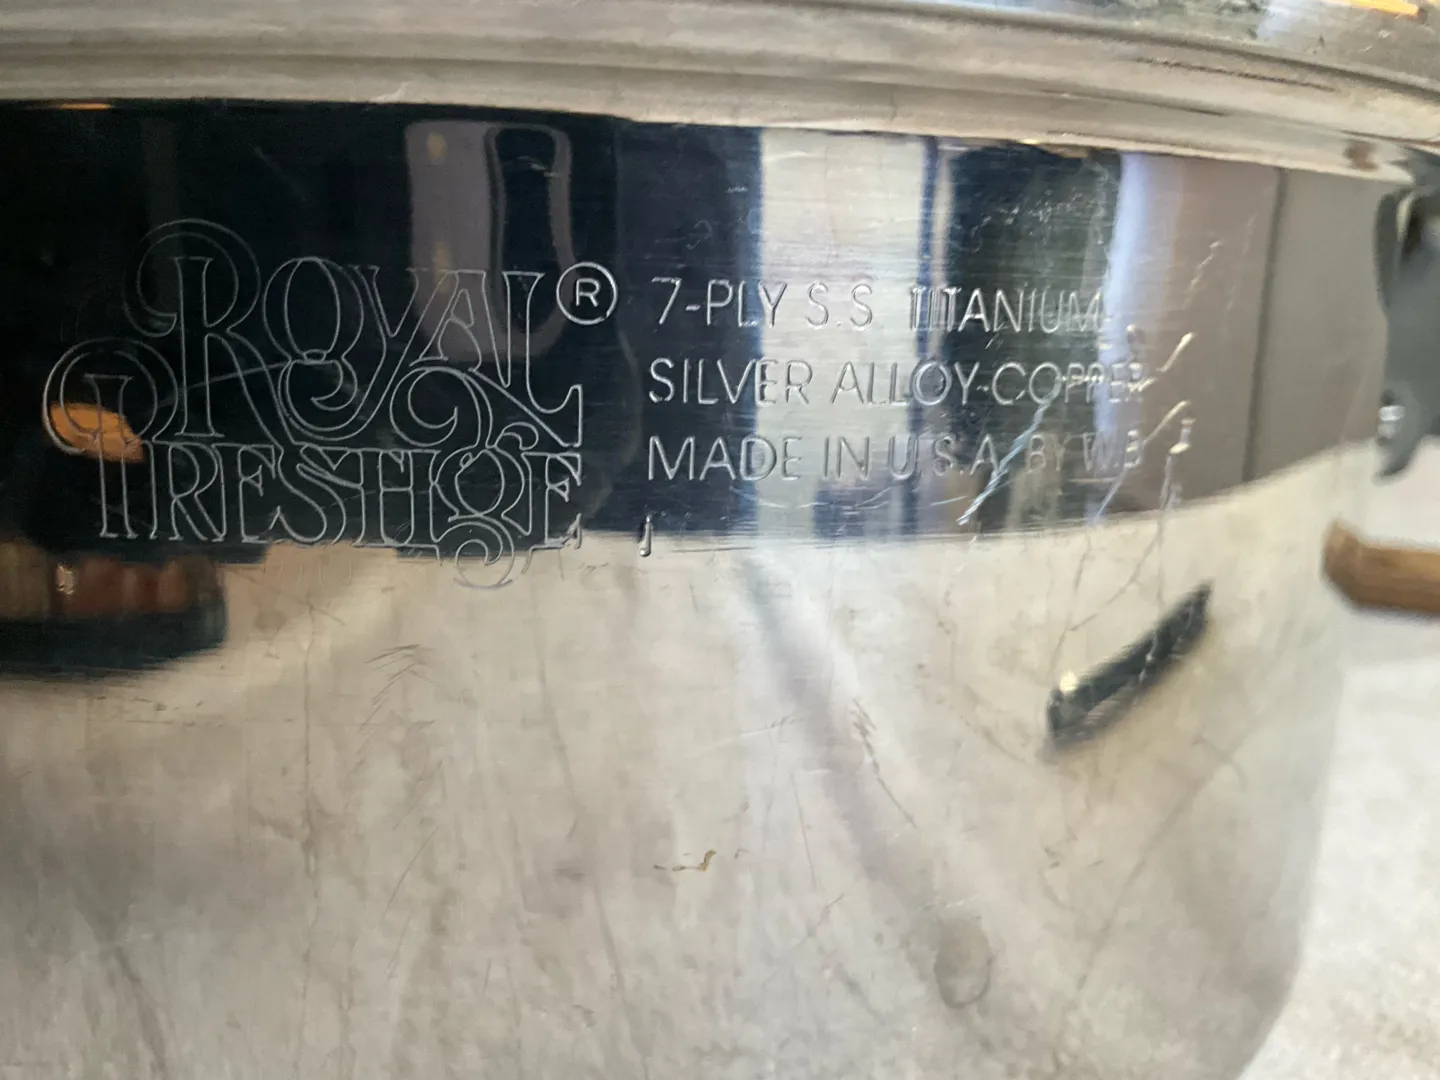 ROYAL
PRESTIGE
®
7-PLY S.S. TITANIUM-
SILVER ALLOY-COPPER
MADE IN U.S.A. BY W.B.